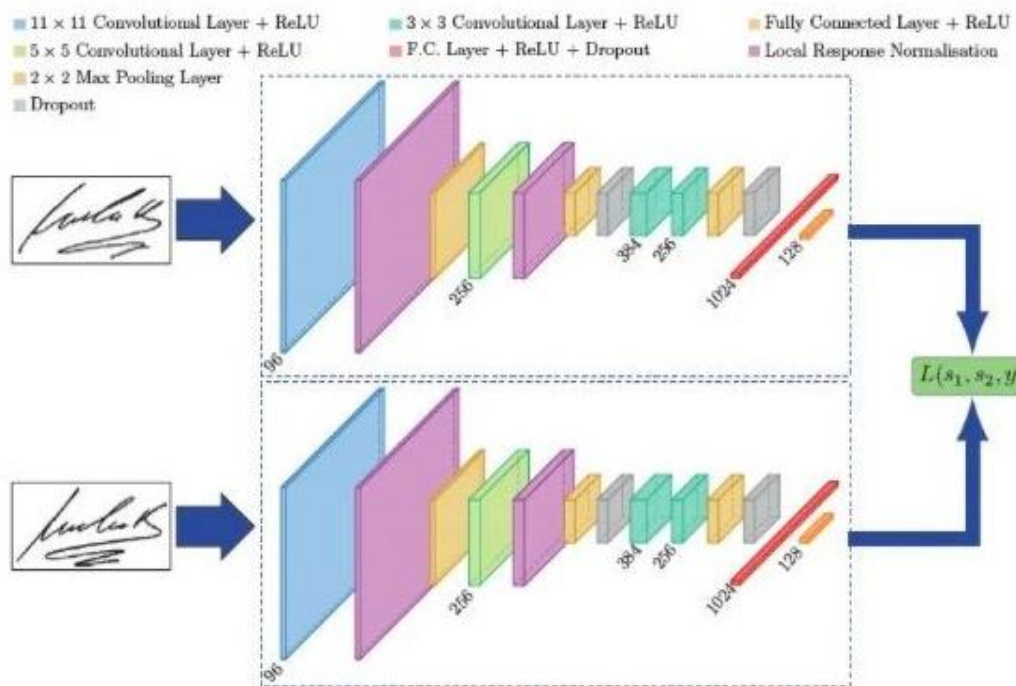 11 × 11 Convolutional Layer + ReLU
3 × 3 Convolutional Layer + ReLU
Fully Connected Layer + ReLU
5 × 5 Convolutional Layer + ReLU
F.C. Layer + ReLU + Dropout
Local Response Normalisation
2 × 2 Max Pooling Layer
Dropout
96
256
384
256
1024
128
L(s₁, s₂, y
96
256
384
256
1024
128